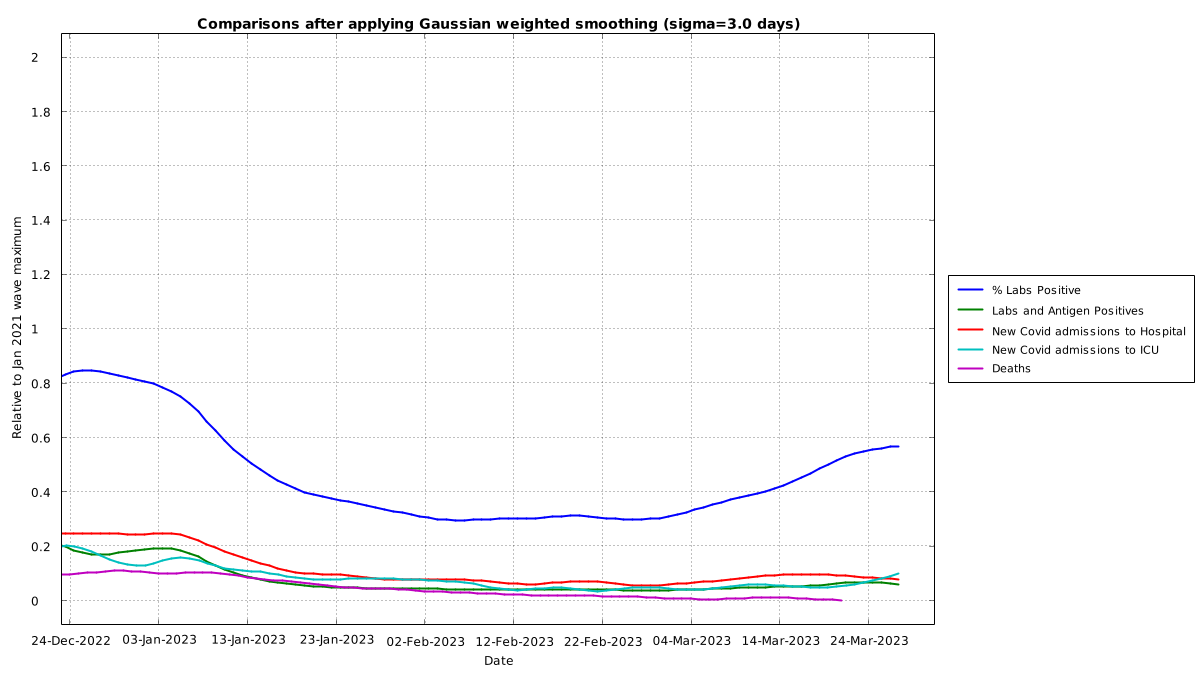 Comparisons after applying Gaussian weighted smoothing (sigma=3.0 days)
Relative to Jan 2021 wave maximum
2
1.8
1.6
1.4
1.2
1
0.8
0.6
0.4
0.2
0
24-Dec-2022 03-Jan-2023 13-Jan-2023 23-Jan-2023 02-Feb-2023 12-Feb-2023 22-Feb-2023 04-Mar-2023 14-Mar-2023 24-Mar-2023
Date
% Labs Positive
Labs and Antigen Positives
New Covid admissions to Hospital
New Covid admissions to ICU
Deaths